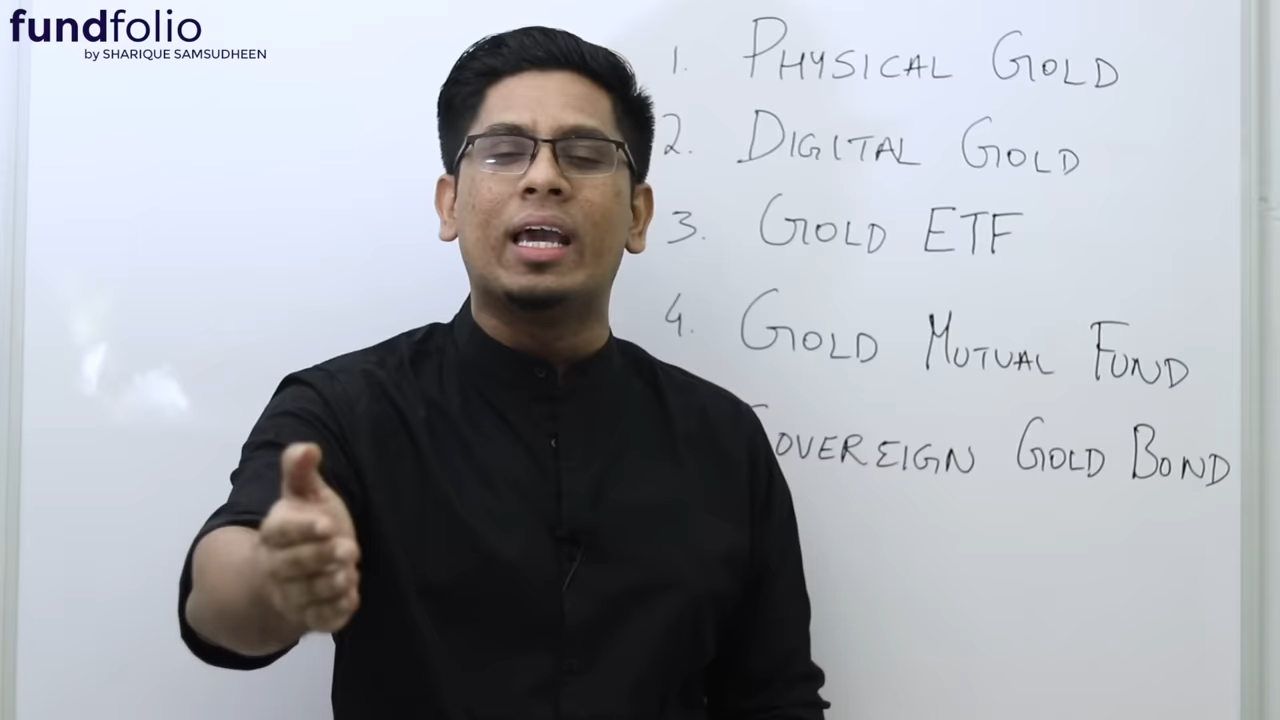 fundfolio
by SHARIQUE SAMSUDHEEN
1. PHYSICAL GOLD
2. DIGITAL GOLD
3. GOLD ETF
4. GOLD MUTUAL FUND
SOVEREIGN GOLD BOND